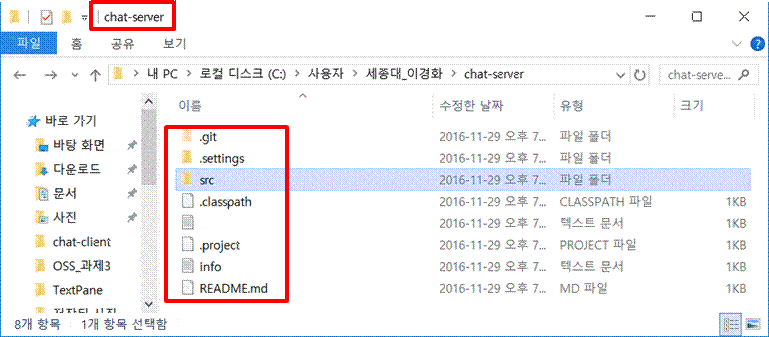 chat-server
파일 홈 공유 보기
내 PC 로컬 디스크 (C:) 사용자 세종대_이경화 chat-server chat-serve...
이름 수정한 날짜 유형 크기
바로 가기
바탕 화면
다운로드
문서
사진
chat-client
OSS_과제3
TextPane
.git 2016-11-29 오후 7... 파일 폴더
.settings 2016-11-29 오후 7... 파일 폴더
src 2016-11-29 오후 7... 파일 폴더
.classpath 2016-11-29 오후 7... CLASSPATH 파일 1KB
2016-11-29 오후 7... 텍스트 문서 1KB
.project 2016-11-29 오후 7... PROJECT 파일 1KB
info 2016-11-29 오후 7... 텍스트 문서 1KB
README.md 2016-11-29 오후 7... MD 파일 1KB
8개 항목 1개 항목 선택함